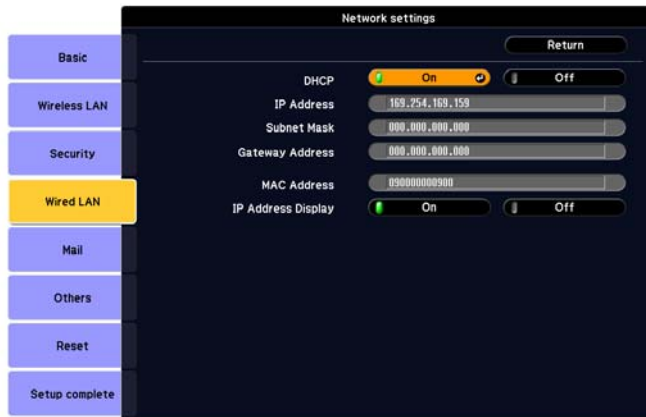 Network settings
Return
Basic
Wireless LAN
Security
Wired LAN
Mail
Others
Reset
Setup complete
DHCP On Off
IP Address 169.254.169.159
Subnet Mask 000.000.000.000
Gateway Address 000.000.000.000
MAC Address 090000000900
IP Address Display On Off